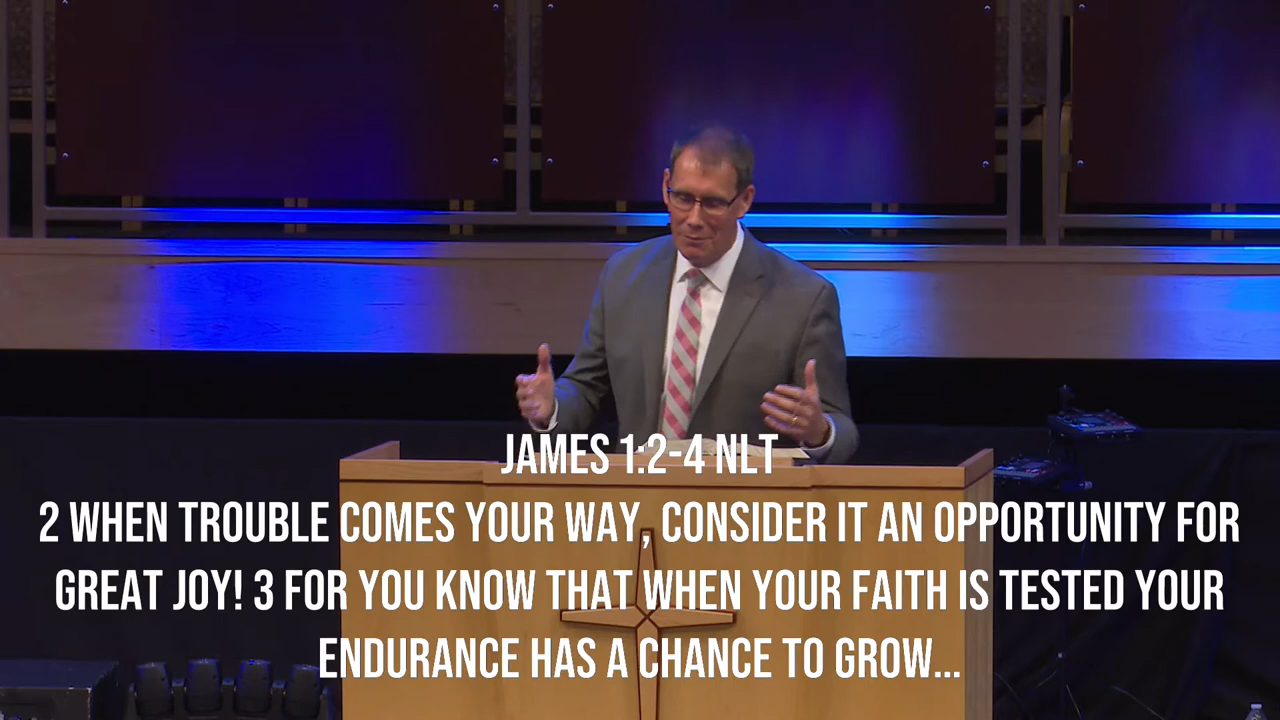 JAMES 1:2-4 NLT
2 WHEN TROUBLE COMES YOUR WAY, CONSIDER IT AN OPPORTUNITY FOR
GREAT JOY! 3 FOR YOU KNOW THAT WHEN YOUR FAITH IS TESTED YOUR
ENDURANCE HAS A CHANCE TO GROW...